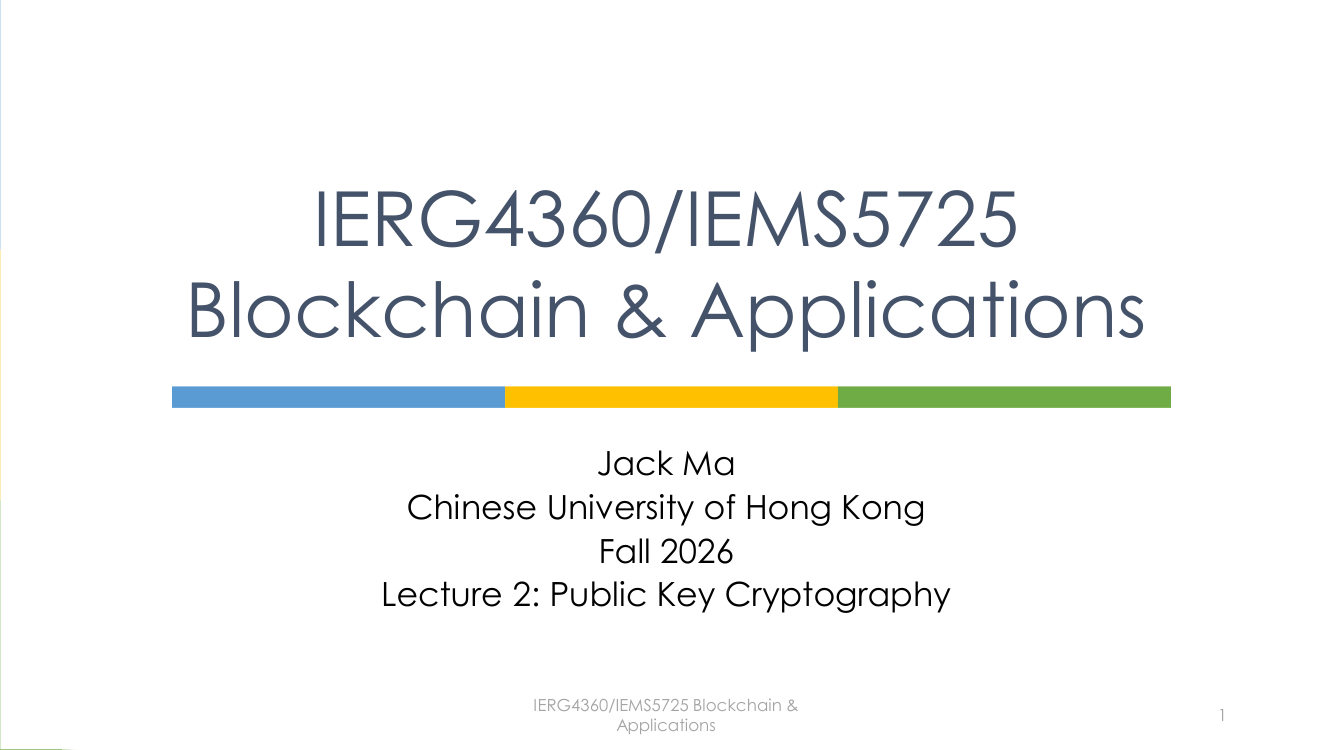 IERG4360/IEMS5725
Blockchain & Applications
Jack Ma
Chinese University of Hong Kong
Fall 2026
Lecture 2: Public Key Cryptography
IERG4360/IEMS5725 Blockchain &
Applications
1